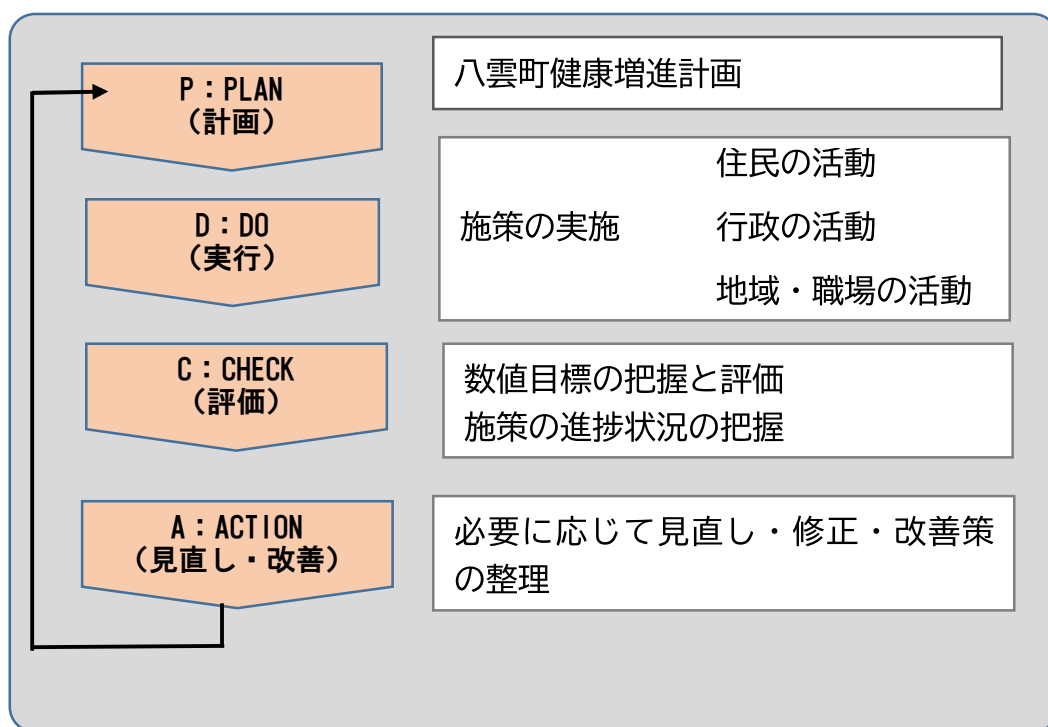 P：PLAN
（計画）
八雲町健康増進計画
D：DO
（実行）
施策の実施
住民の活動
行政の活動
地域・職場の活動
C：CHECK
（評価）
数値目標の把握と評価
施策の進捗状況の把握
A：ACTION
（見直し・改善）
必要に応じて見直し・修正・改善策
の整理